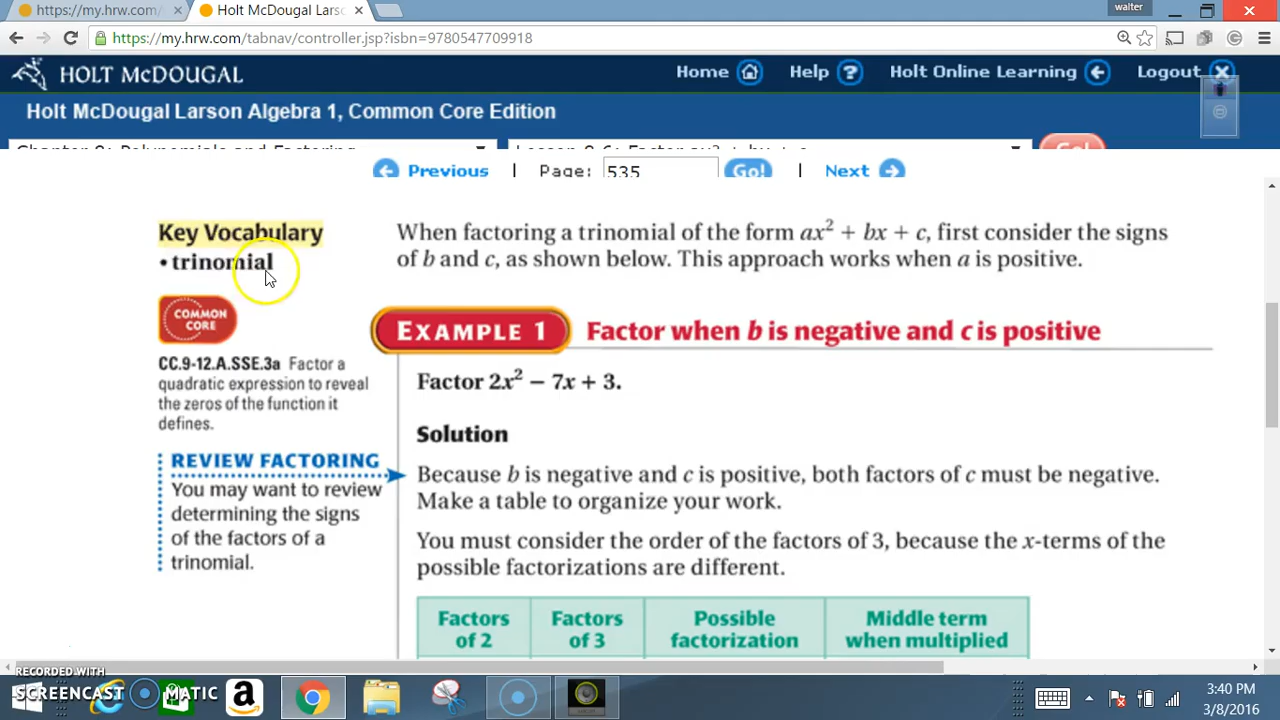 https://my.hrw.com/tabnav/
Holt McDougal Lars
walter
https://my.hrw.com/tabnav/controller.jsp?isbn=9780547709918
HOLT MCDOUGAL
Home
Help ?
Holt Online Learning
Logout
Holt McDougal Larson Algebra 1, Common Core Edition
Go!
Previous | Page: 535 Go! | Next
Key Vocabulary
• trinomial
COMMON CORE
CC.9-12.A.SSE.3a Factor a
quadratic expression to reveal
the zeros of the function it
defines.
REVIEW FACTORING
You may want to review
determining the signs
of the factors of a
trinomial.
When factoring a trinomial of the form ax² + bx + c, first consider the signs
of b and c, as shown below. This approach works when a is positive.
EXAMPLE 1 Factor when b is negative and c is positive
Factor 2x² − 7x + 3.
Solution
Because b is negative and c is positive, both factors of c must be negative.
Make a table to organize your work.
You must consider the order of the factors of 3, because the x-terms of the
possible factorizations are different.
Factors of 2
Factors of 3
Possible factorization
Middle term when multiplied
RECORDED WITH
SCREENCAST MATIC
3:40 PM
3/8/2016